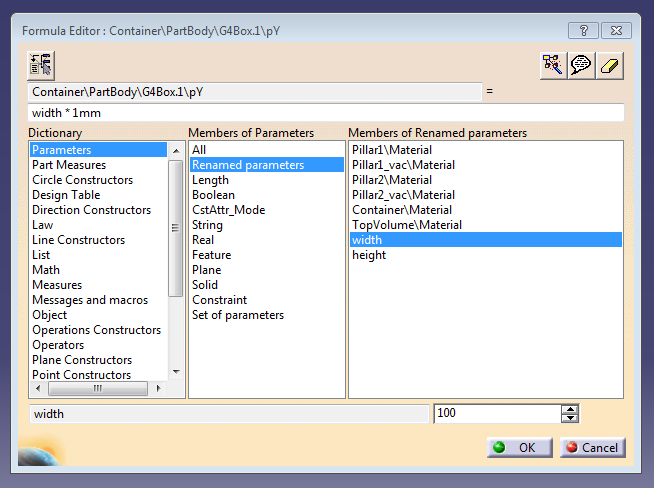 Formula Editor : Container\PartBody\G4Box.1\pY
?
Container\PartBody\G4Box.1\pY =
width * 1mm
Dictionary
Parameters
Part Measures
Circle Constructors
Design Table
Direction Constructors
Law
Line Constructors
List
Math
Measures
Messages and macros
Object
Operations Constructors
Operators
Plane Constructors
Point Constructors
Members of Parameters
All
Renamed parameters
Length
Boolean
CstAttr_Mode
String
Real
Feature
Plane
Solid
Constraint
Set of parameters
Members of Renamed parameters
Pillar1\Material
Pillar1_vac\Material
Pillar2\Material
Pillar2_vac\Material
Container\Material
TopVolume\Material
width
height
width
100
OK
Cancel